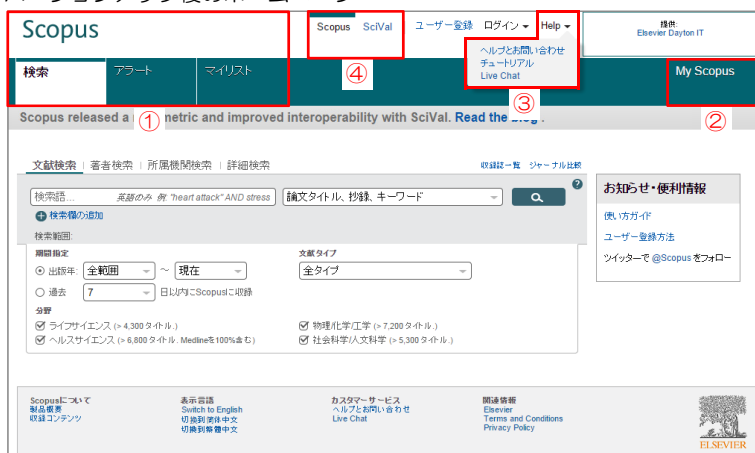 Scopus
Scopus SciVal
ユーザー登録 ログイン Help
提供:
Elsevier Dayton IT
ヘルプとお問い合わせ
チュートリアル
Live Chat
検索 アラート マイリスト
④
My Scopus
③
Scopus released a metric and improved interoperability with SciVal. Read the
①
②
文献検索 | 著者検索 | 所属機関検索 | 詳細検索
収録誌一覧 ジャーナル比較
検索語... 英語のみ 例 "heart attack" AND stress
論文タイトル、抄録、キーワード
?
検索欄の追加
検索範囲:
期間指定 文献タイプ
出版年: 全範囲 ~ 現在 全タイプ
過去 7 日以内にScopusに収録
分野
ライフサイエンス (> 4,300 タイトル.) 物理/化学/工学 (> 7,200 タイトル.)
ヘルスサイエンス (> 6,800 タイトル. Medlineを100%含む) 社会科学/人文科学 (> 5,300 タイトル.)
お知らせ・便利情報
使い方ガイド
ユーザー登録方法
ツイッターで @Scopus をフォロー
Scopusについて 表示言語 カスタマーサービス 関連情報
製品概要 Switch to English ヘルプとお問い合わせ Elsevier
収録コンテンツ 切换到简体中文 Live Chat Terms and Conditions
切換到繁體中文 Privacy Policy
ELSEVIER